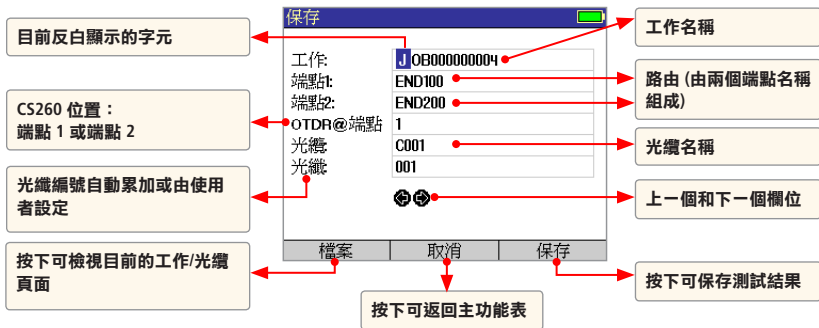 保存
目前反白顯示的字元
工作名稱
工作: JOB00000004
端點1: END100
路由 (由兩個端點名稱
組成)
端點2: END200
CS260 位置：
端點 1 或端點 2
OTDR@端點 1
光纜: C001
光纜名稱
光纖: 001
光纖編號自動累加或由使用
者設定
上一個和下一個欄位
檔案 取消 保存
按下可檢視目前的工作/光纜
頁面
按下可返回主功能表
按下可保存測試結果